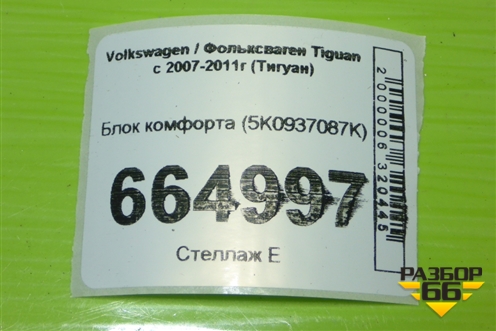 Volkswagen / Фольксваген Tiguan
с 2007-2011г (Тигуан)
Блок комфорта (5K0937087K)
664997
Стеллаж Е
2000006320445
РАЗБОР
66